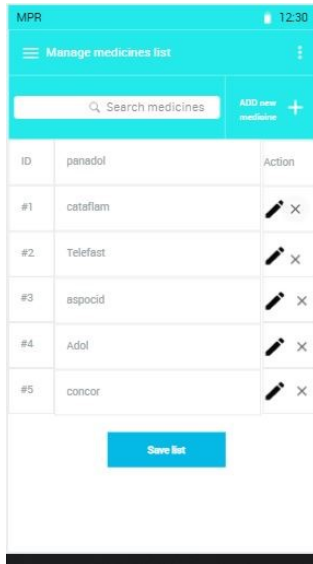 MPR 12:30
Manage medicines list
Search medicines
ADD new
medicine
ID panadol Action
#1 cataflam
#2 Telefast
#3 aspocid
#4 Adol
#5 concor
Save list